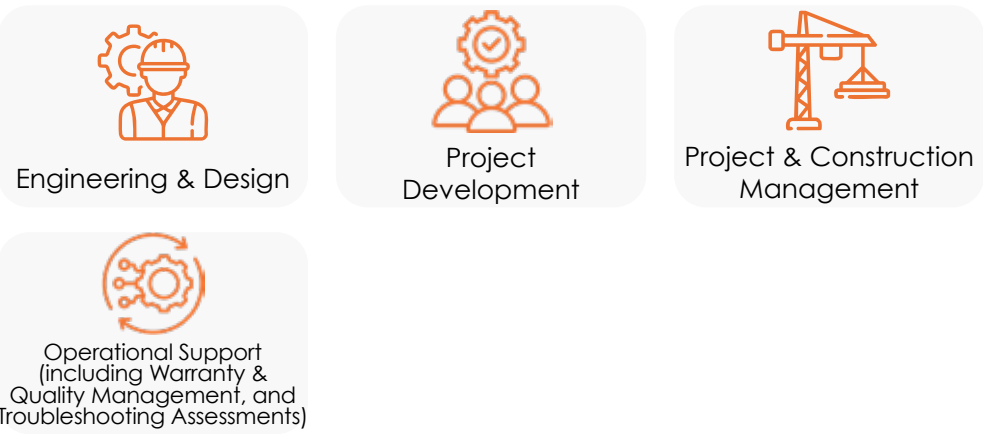 Engineering & Design
Project
Development
Project & Construction
Management
Operational Support
(including Warranty &
Quality Management, and
Troubleshooting Assessments)